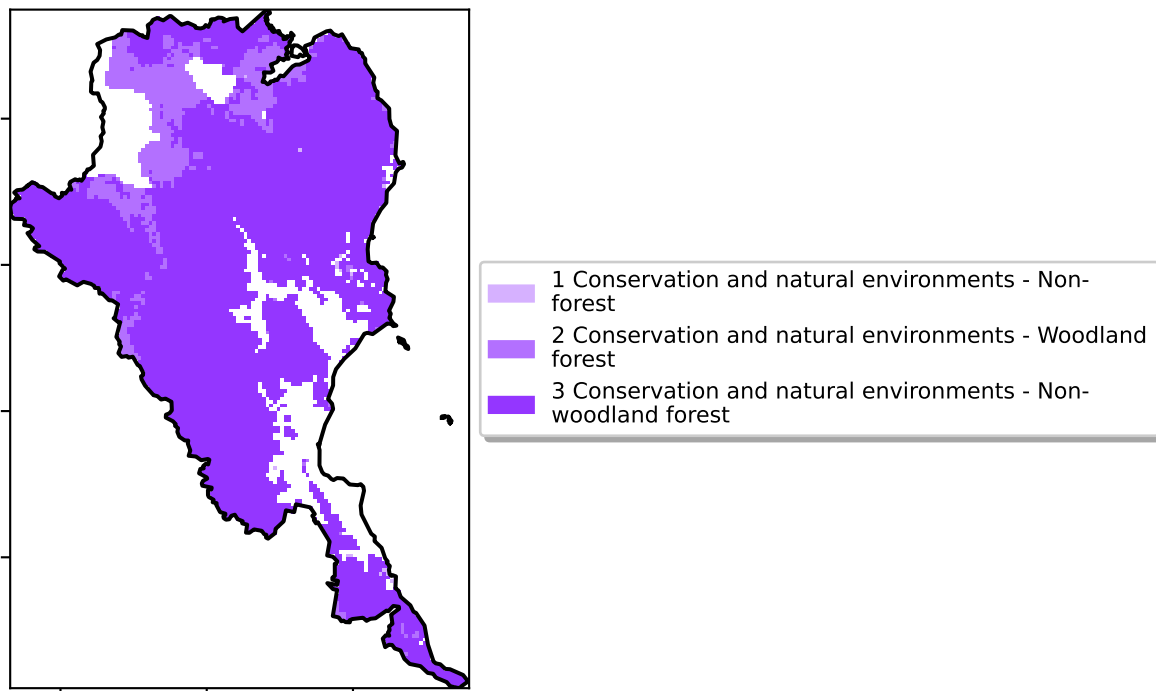 1 Conservation and natural environments - Non-
forest
2 Conservation and natural environments - Woodland
forest
3 Conservation and natural environments - Non-
woodland forest